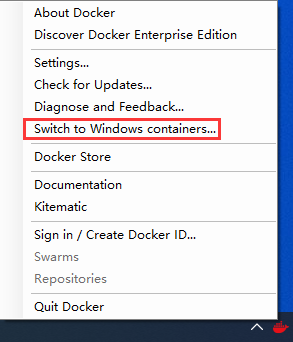 About Docker
Discover Docker Enterprise Edition
Settings...
Check for Updates...
Diagnose and Feedback...
Switch to Windows containers...
Docker Store
Documentation
Kitematic
Sign in / Create Docker ID...
Swarms
Repositories
Quit Docker